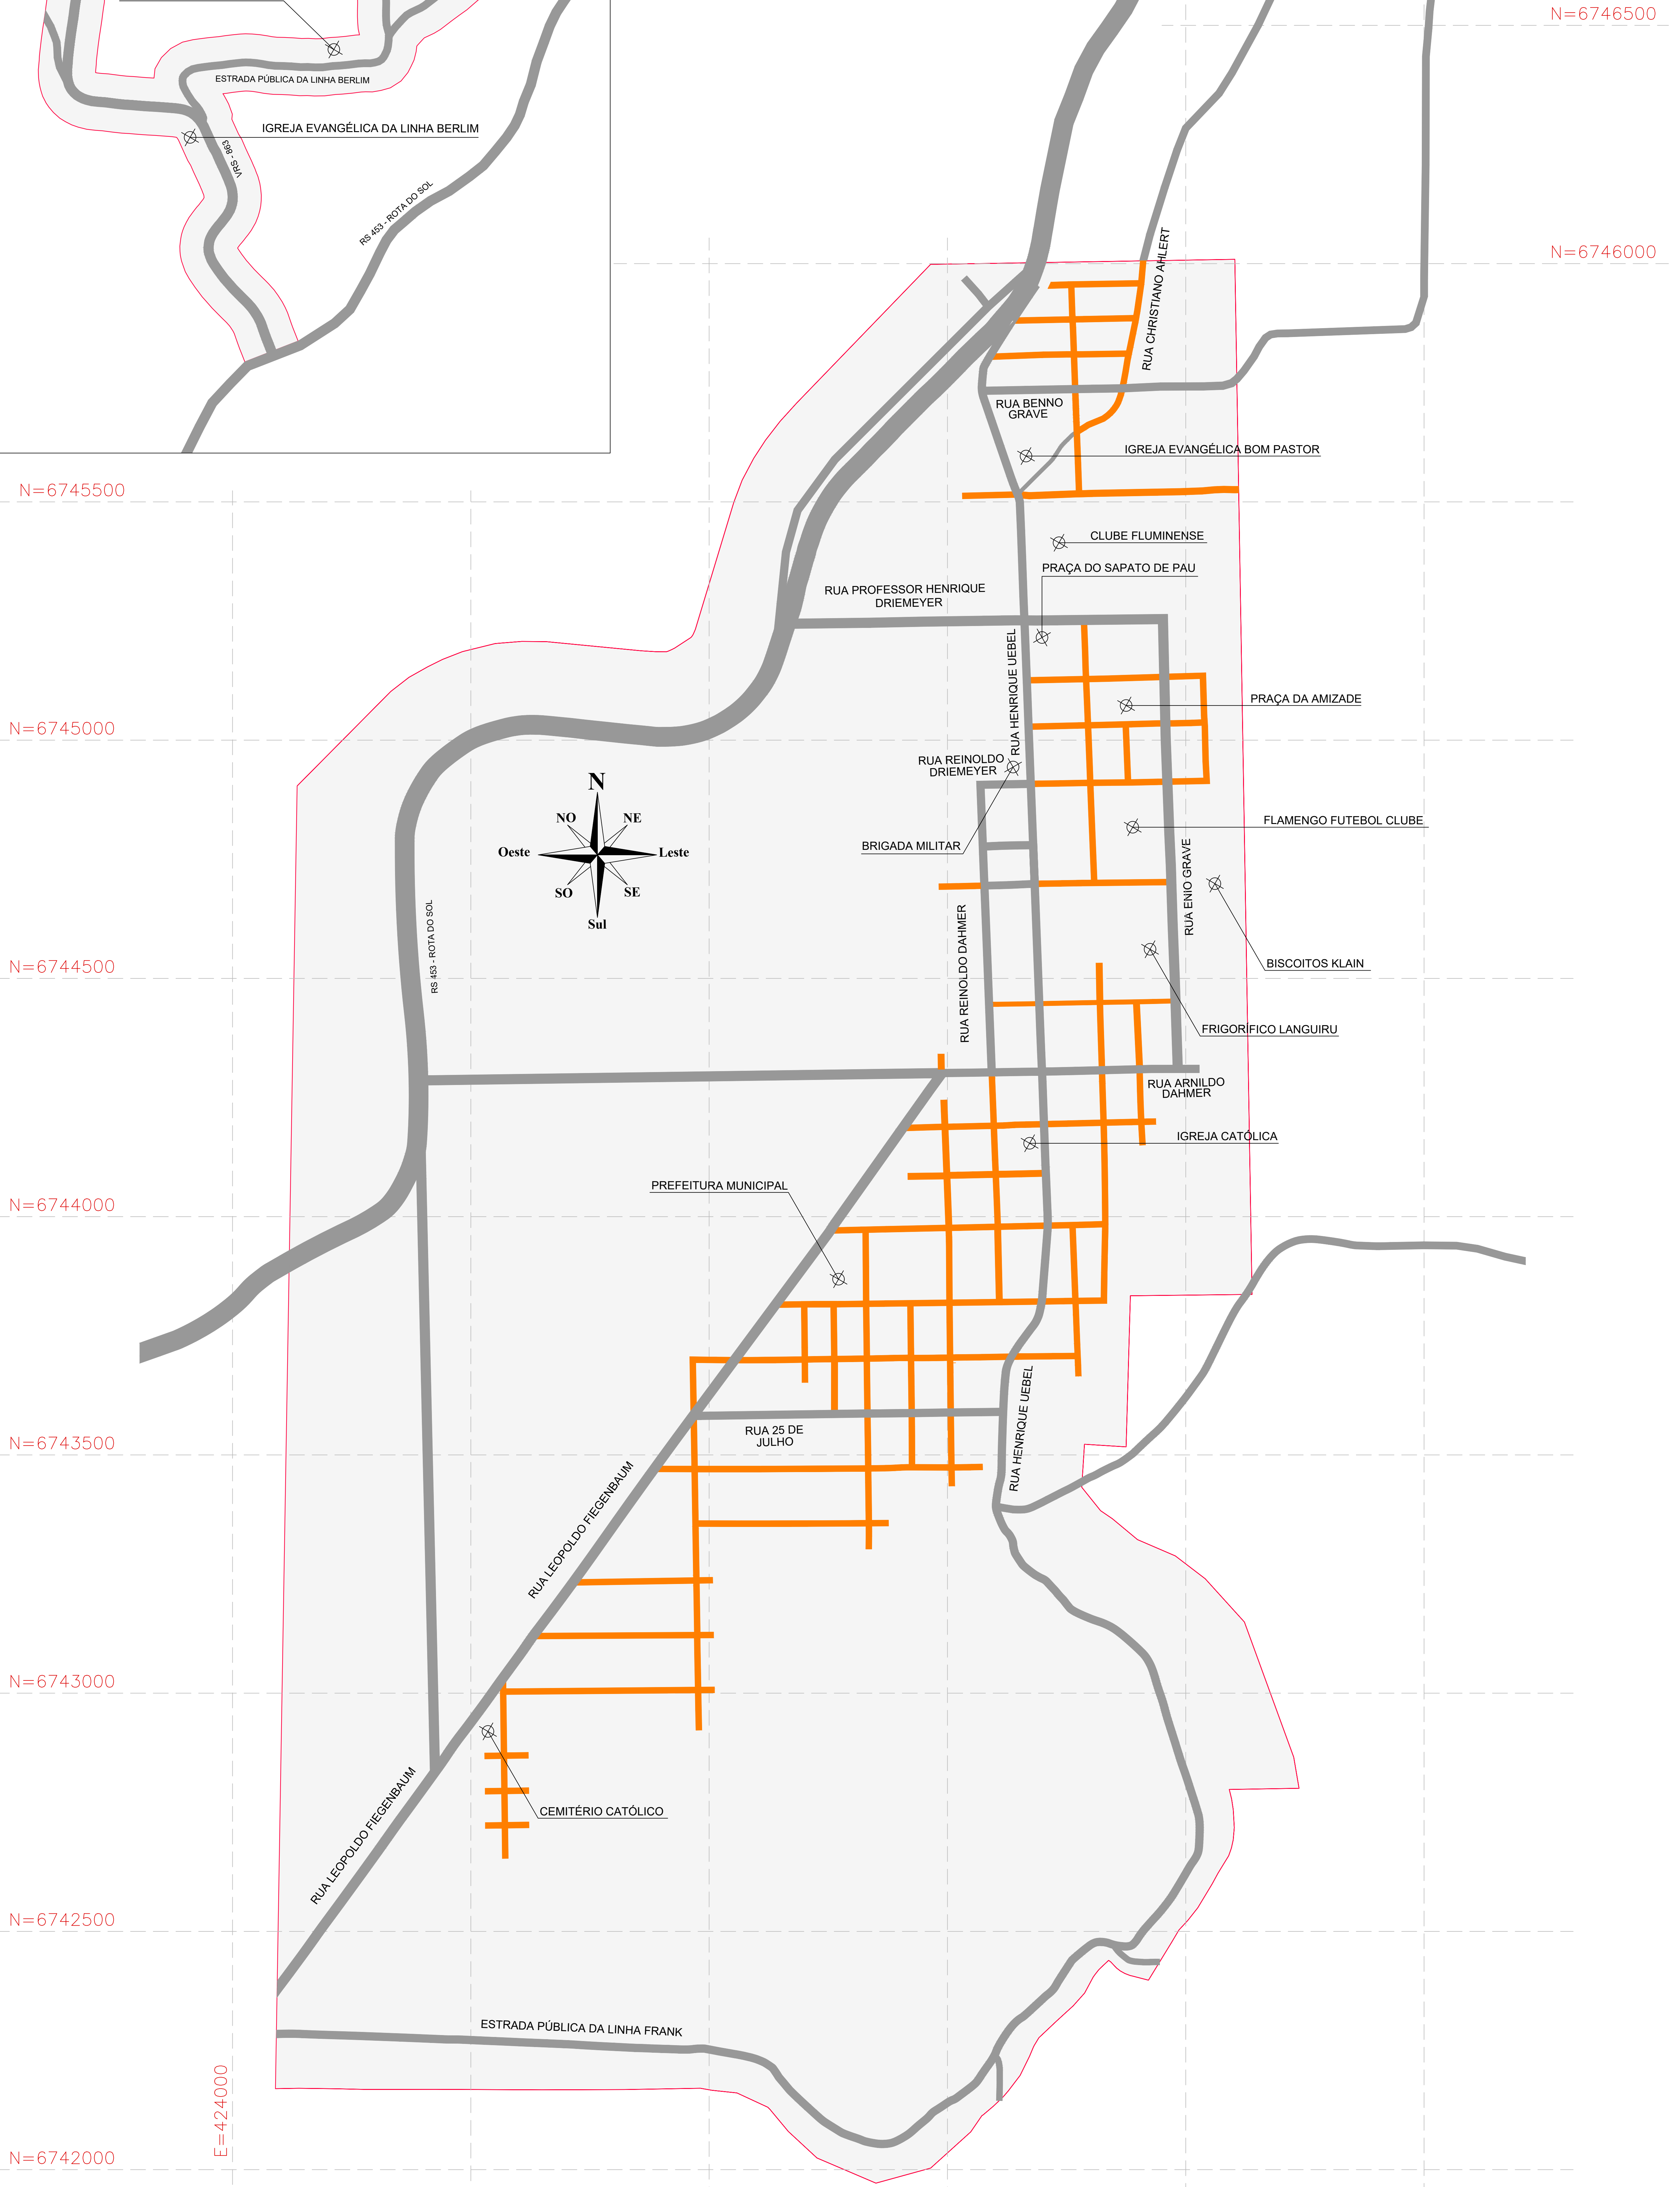 N=6746500
ESTRADA PÚBLICA DA LINHA BERLIM
IGREJA EVANGÉLICA DA LINHA BERLIM
VRS - 863
RS 453 - ROTA DO SOL
N=6746000
RUA CHRISTIANO AHLERT
RUA BENNO
GRAVE
IGREJA EVANGÉLICA BOM PASTOR
N=6745500
CLUBE FLUMINENSE
PRAÇA DO SAPATO DE PAU
RUA PROFESSOR HENRIQUE
DRIEMEYER
RUA HENRIQUE UEBEL
PRAÇA DA AMIZADE
N=6745000
RUA REINOLDO
DRIEMEYER
N
NO
NE
Oeste
Leste
SO
SE
Sul
FLAMENGO FUTEBOL CLUBE
BRIGADA MILITAR
RUA ENIO GRAVE
RS 453 - ROTA DO SOL
RUA REINOLDO DAHMER
BISCOITOS KLAIN
N=6744500
FRIGORÍFICO LANGUIRU
RUA ARNILDO
DAHMER
IGREJA CATÓLICA
PREFEITURA MUNICIPAL
N=6744000
RUA HENRIQUE UEBEL
RUA 25 DE
JULHO
N=6743500
RUA LEOPOLDO FIEGENBAUM
N=6743000
CEMITÉRIO CATÓLICO
RUA LEOPOLDO FIEGENBAUM
N=6742500
ESTRADA PÚBLICA DA LINHA FRANK
E=424000
N=6742000